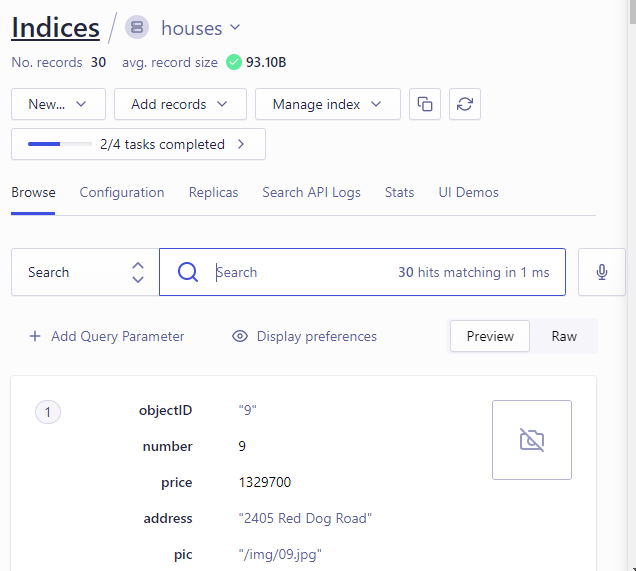 Indices / houses
No. records 30 avg. record size 93.10B
New... Add records Manage index
2/4 tasks completed
Browse Configuration Replicas Search API Logs Stats UI Demos
Search Search 30 hits matching in 1 ms
+ Add Query Parameter Display preferences Preview Raw
1 objectID "9"
number 9
price 1329700
address "2405 Red Dog Road"
pic "/img/09.jpg"